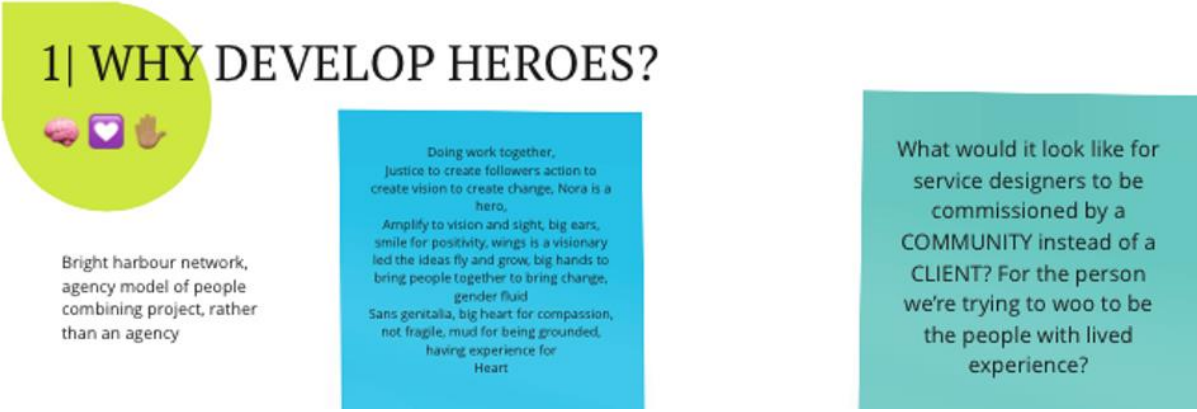 1| WHY DEVELOP HEROES?
Bright harbour network,
agency model of people
combining project, rather
than an agency
Doing work together,
Justice to create followers action to
create vision to create change, Nora is a
hero,
Amplify to vision and sight, big ears,
smile for positivity, wings is a visionary
led the ideas fly and grow, big hands to
bring people together to bring change,
gender fluid
Sans genitalia, big heart for compassion,
not fragile, mud for being grounded,
having experience for
Heart
What would it look like for
service designers to be
commissioned by a
COMMUNITY instead of a
CLIENT? For the person
we're trying to woo to be
the people with lived
experience?